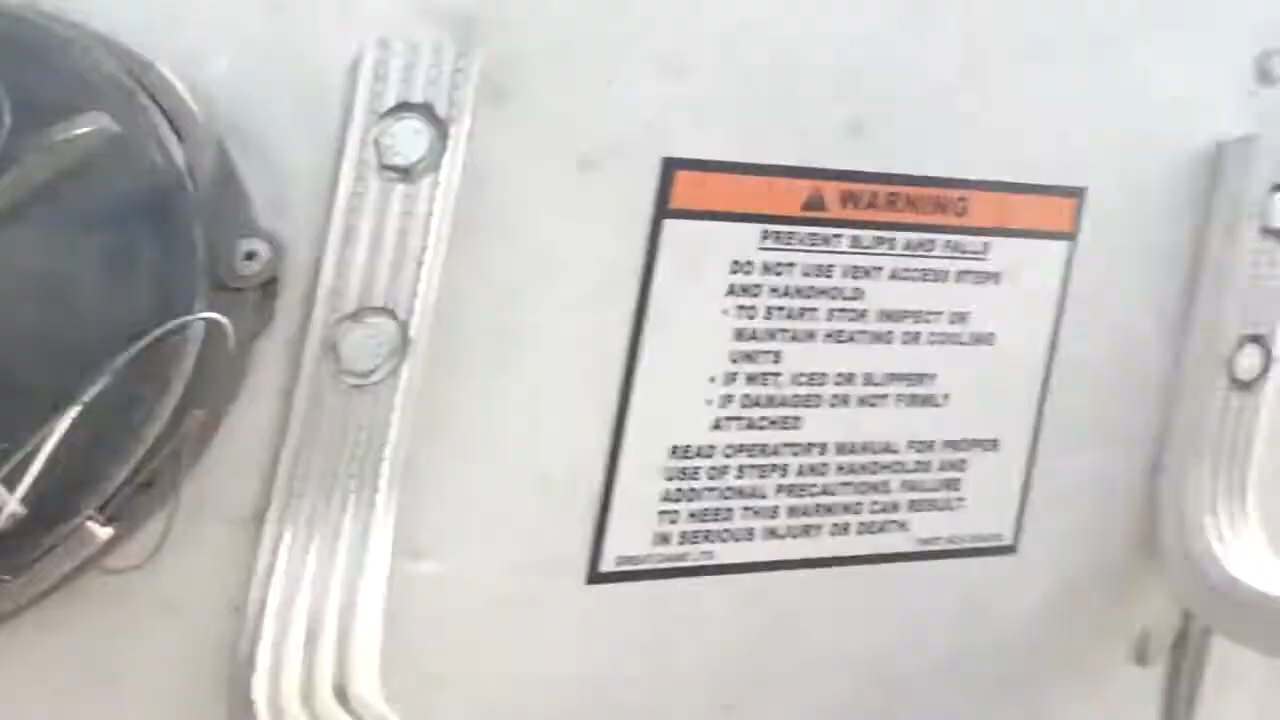 WARNING
PREVENT SLIPS AND FALLS
DO NOT USE VENT ACCESS STEPS
AND HANDHOLD:
• TO START, STOP, INSPECT OR
MAINTAIN HEATING OR COOLING
UNITS
• IF WET, ICED OR SLIPPERY
• IF DAMAGED OR NOT FIRMLY
ATTACHED
READ OPERATOR'S MANUAL FOR PROPER
USE OF STEPS AND HANDHOLDS AND
ADDITIONAL PRECAUTIONS. FAILURE
TO HEED THIS WARNING CAN RESULT
IN SERIOUS INJURY OR DEATH.